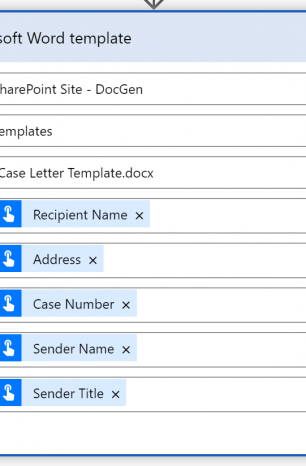 soft Word template
harePoint Site - DocGen
emplates
Case Letter Template.docx
Recipient Name ×
Address ×
Case Number ×
Sender Name ×
Sender Title ×